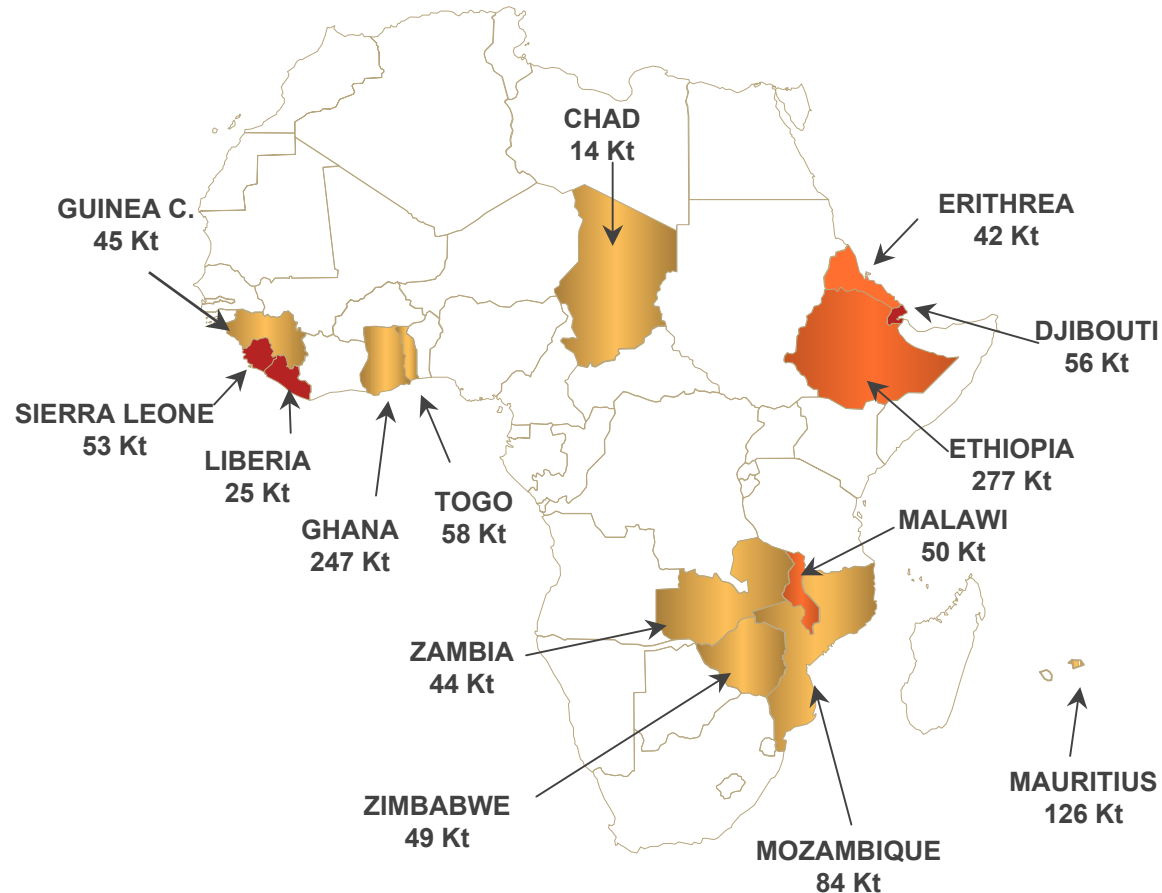 CHAD
14 Kt
GUINEA C.
45 Kt
ERITHREA
42 Kt
DJIBOUTI
56 Kt
SIERRA LEONE
53 Kt
LIBERIA
25 Kt
GHANA
247 Kt
TOGO
58 Kt
ETHIOPIA
277 Kt
MALAWI
50 Kt
ZAMBIA
44 Kt
ZIMBABWE
49 Kt
MOZAMBIQUE
84 Kt
MAURITIUS
126 Kt